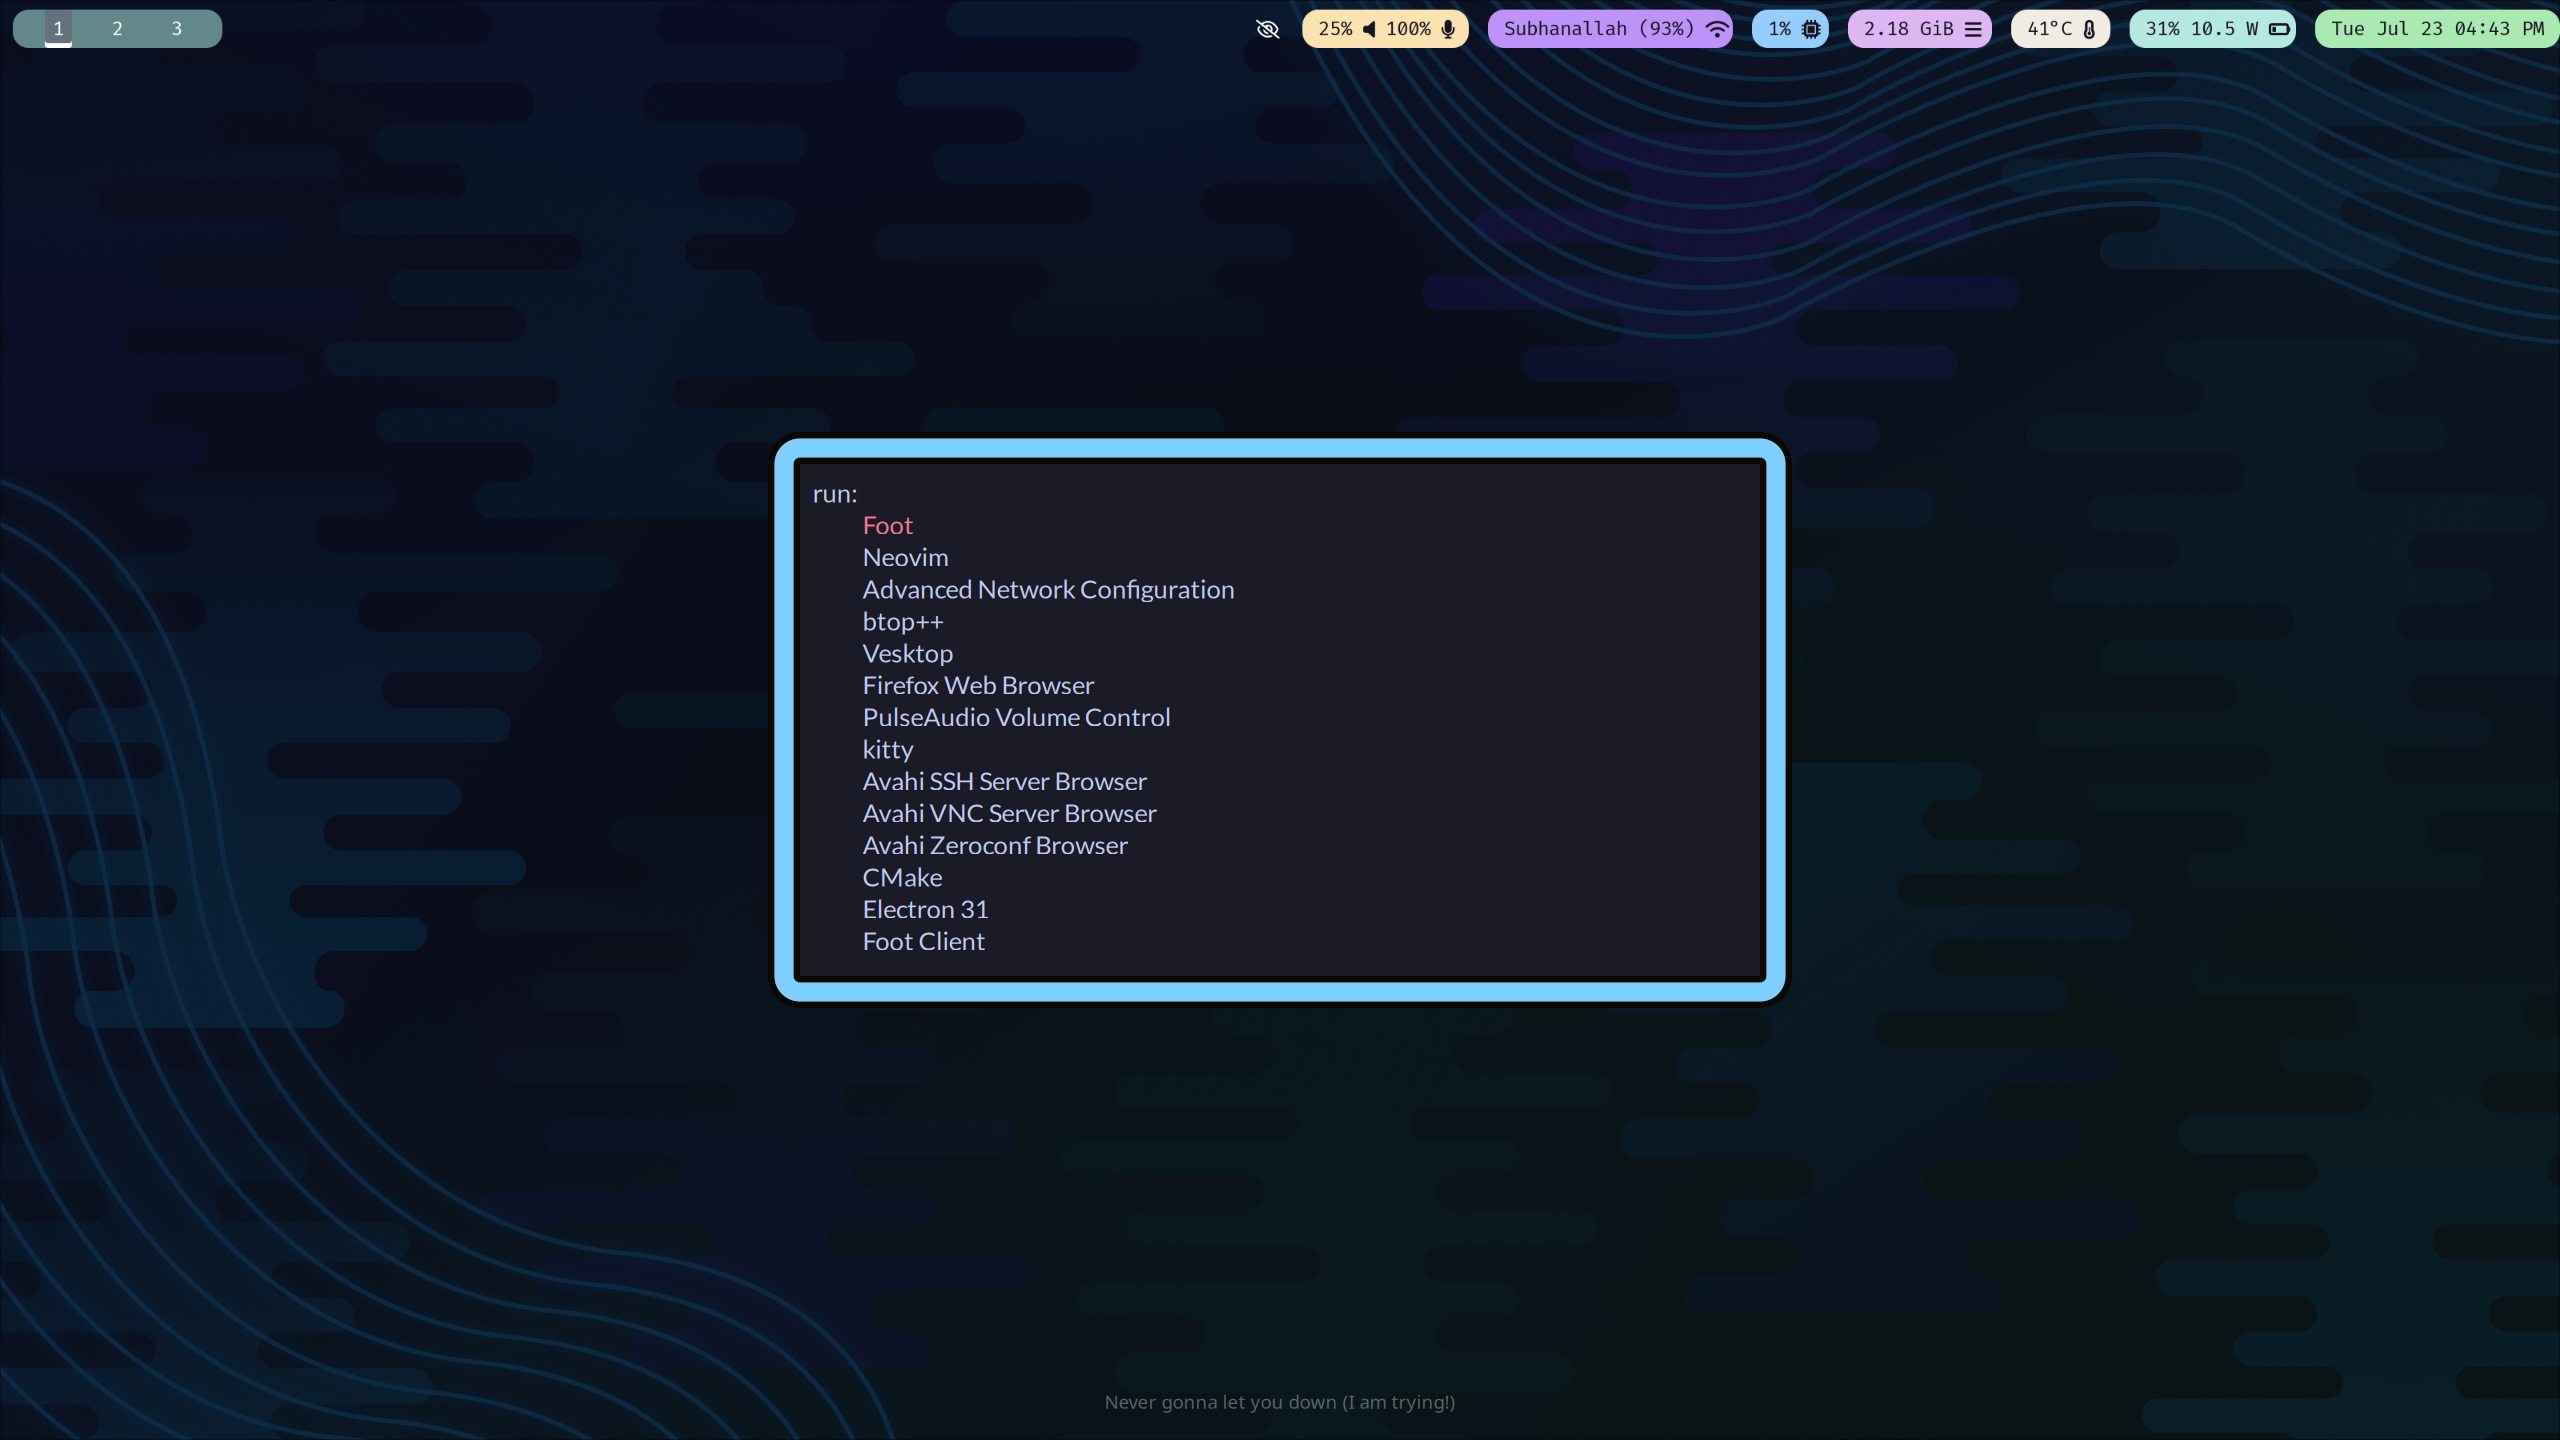 1 2 3
25% 100% Subhanallah (93%) 1% 2.18 GiB 41°C 31% 10.5 W Tue Jul 23 04:43 PM
run:
Foot
Neovim
Advanced Network Configuration
btop++
Vesktop
Firefox Web Browser
PulseAudio Volume Control
kitty
Avahi SSH Server Browser
Avahi VNC Server Browser
Avahi Zeroconf Browser
CMake
Electron 31
Foot Client
Never gonna let you down (I am trying!)